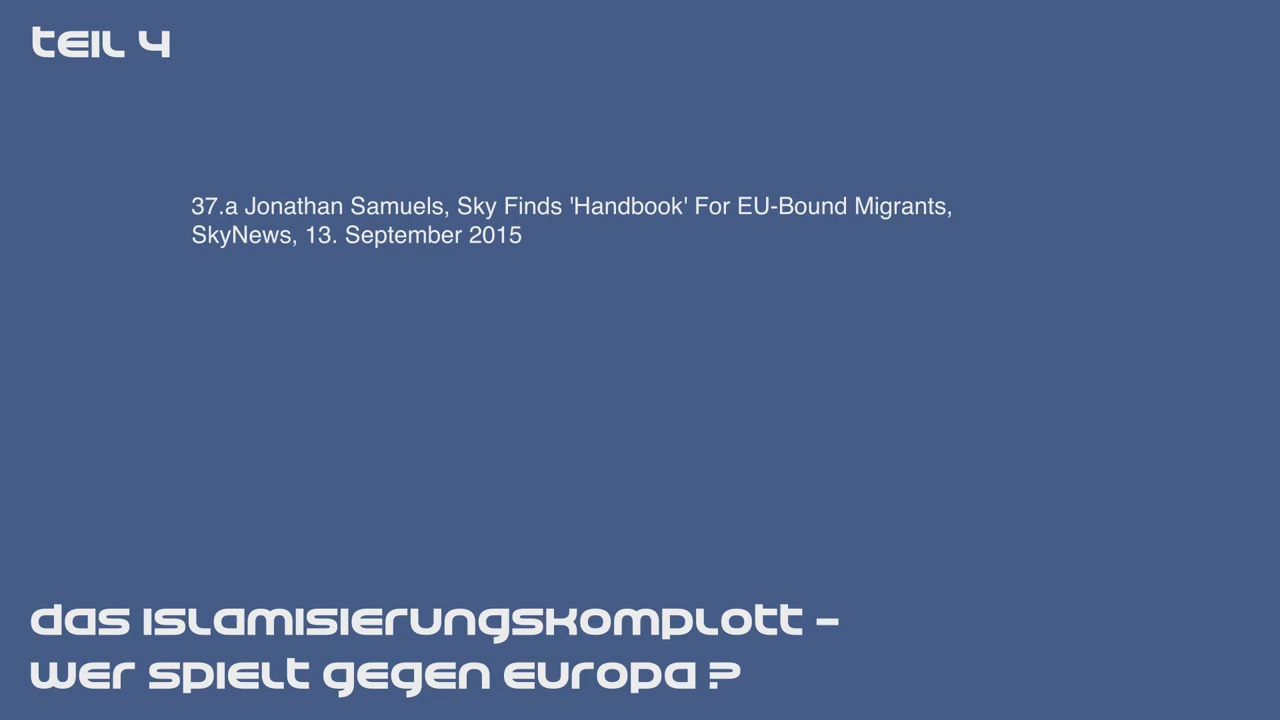 Teil 4
37.a Jonathan Samuels, Sky Finds 'Handbook' For EU-Bound Migrants,
SkyNews, 13. September 2015
Das Islamisierungskomplott –
Wer spielt gegen Europa ?